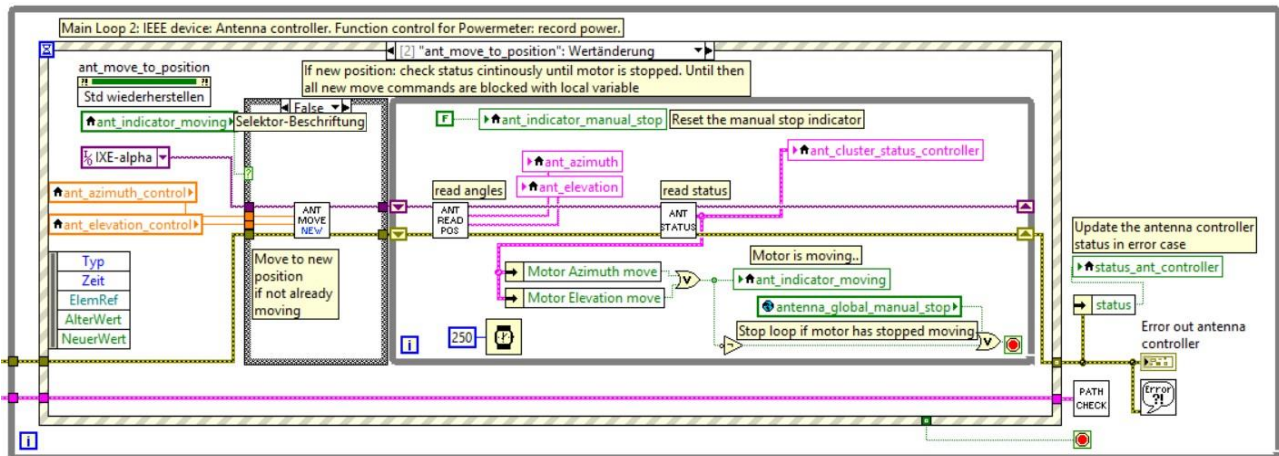 Main Loop 2: IEEE device: Antenna controller. Function control for Powermeter: record power.
[2] "ant_move_to_position": Wertänderung
ant_move_to_position
Std wiederherstellen
If new position: check status cintinously until motor is stopped. Until then
all new move commands are blocked with local variable
False
ant_indicator_moving
Selektor-Beschriftung
F
ant_indicator_manual_stop
Reset the manual stop indicator
IXE-alpha
ant_azimuth
ant_elevation
ant_cluster_status_controller
ant_azimuth_control
ant_elevation_control
ANT
MOVE
NEW
read angles
ANT
READ
POS
read status
ANT
STATUS
Update the antenna controller
status in error case
status_ant_controller
status
Typ
Zeit
ElemRef
AlterWert
NeuerWert
Move to new
position
if not already
moving
Motor Azimuth move
Motor Elevation move
Motor is moving..
ant_indicator_moving
antenna_global_manual_stop
Stop loop if motor has stopped moving
250
i
Error out antenna
controller
PATH
CHECK
Error
?!
i